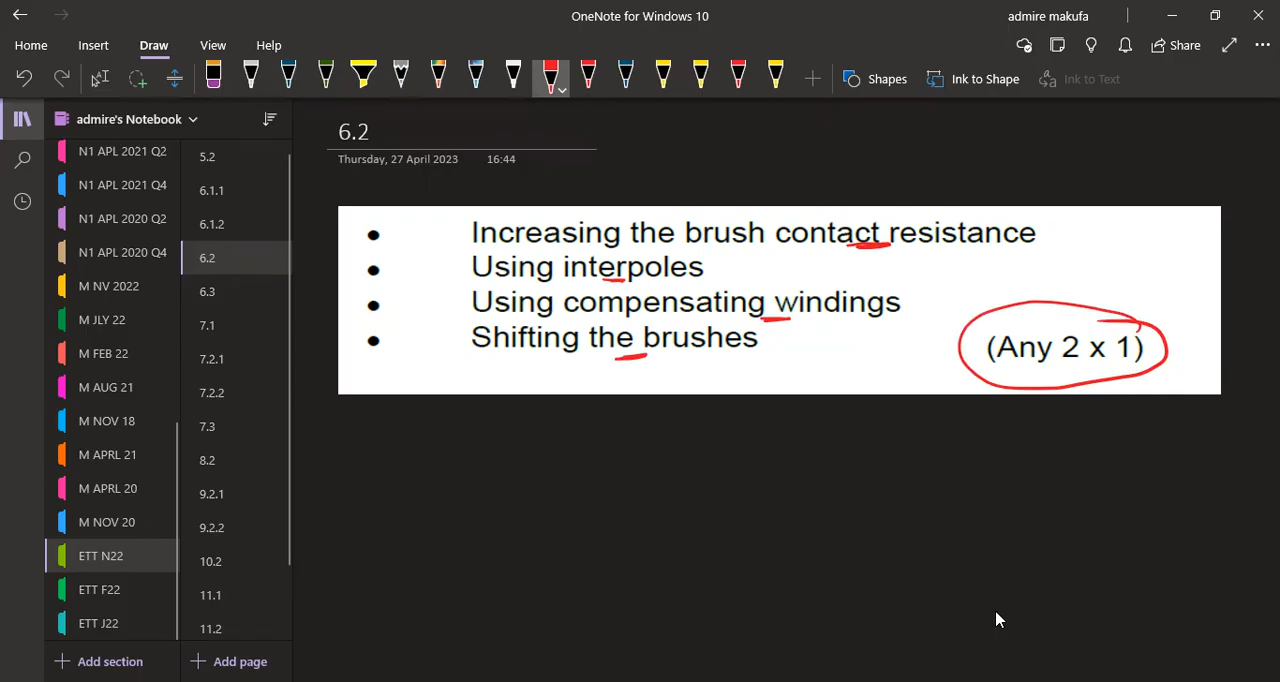 OneNote for Windows 10
admire makufa
Home Insert Draw View Help
Share
Shapes
Ink to Shape
Ink to Text
admire's Notebook
N1 APL 2021 Q2
N1 APL 2021 Q4
N1 APL 2020 Q2
N1 APL 2020 Q4
M NV 2022
M JLY 22
M FEB 22
M AUG 21
M NOV 18
M APRL 21
M APRL 20
M NOV 20
ETT N22
ETT F22
ETT J22
Add section
5.2
6.1.1
6.1.2
6.2
6.3
7.1
7.2.1
7.2.2
7.3
8.2
9.2.1
9.2.2
10.2
11.1
11.2
Add page
6.2
Thursday, 27 April 2023 16:44
• Increasing the brush contact resistance
• Using interpoles
• Using compensating windings
• Shifting the brushes
(Any 2 x 1)